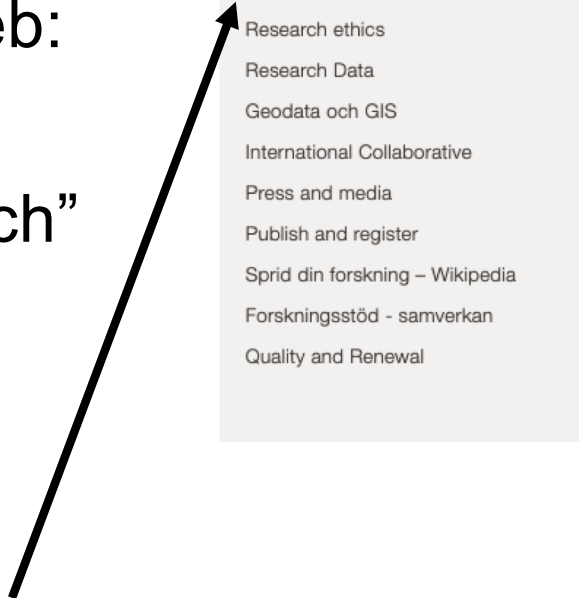 eb:
ch”
Research ethics
Research Data
Geodata och GIS
International Collaborative
Press and media
Publish and register
Sprid din forskning – Wikipedia
Forskningsstöd - samverkan
Quality and Renewal